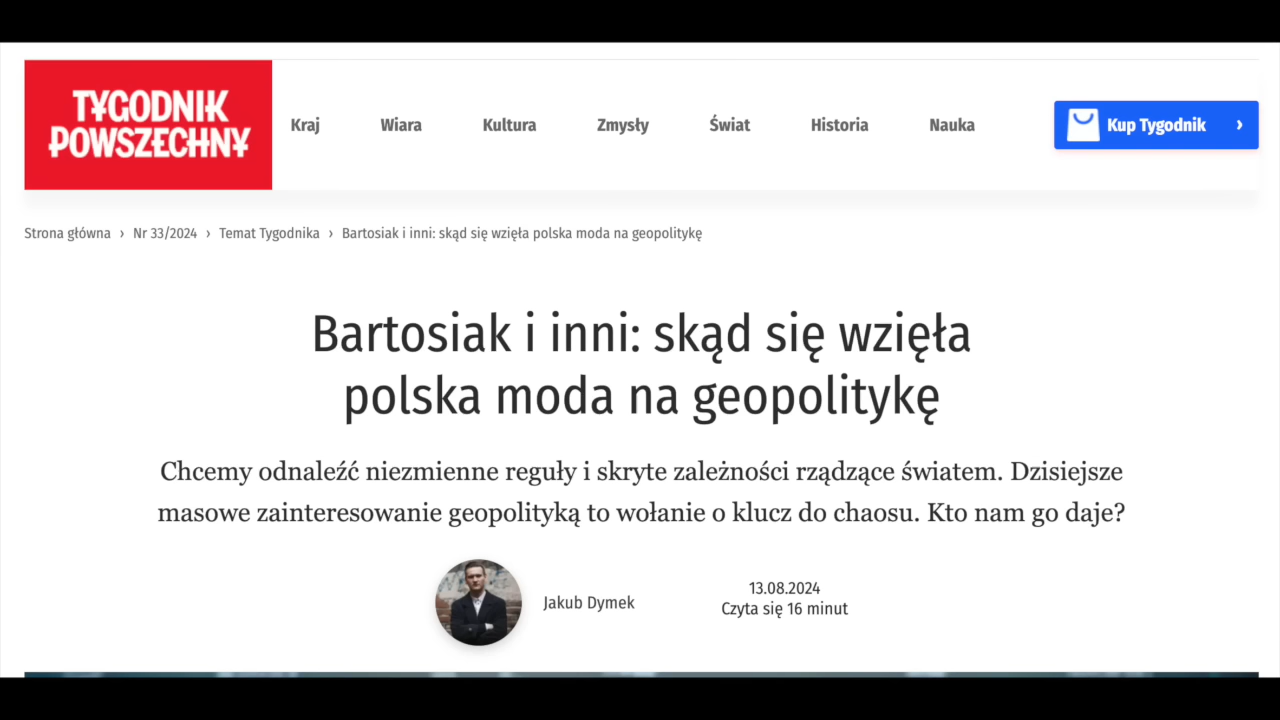 TYGODNIK
POWSZECHNY
Kraj Wiara Kultura Zmysły Świat Historia Nauka Kup Tygodnik ›
Strona główna › Nr 33/2024 › Temat Tygodnika › Bartosiak i inni: skąd się wzięła polska moda na geopolitykę
Bartosiak i inni: skąd się wzięła
polska moda na geopolitykę
Chcemy odnaleźć niezmienne reguły i skryte zależności rządzące światem. Dzisiejsze
masowe zainteresowanie geopolityką to wołanie o klucz do chaosu. Kto nam go daje?
Jakub Dymek
13.08.2024
Czyta się 16 minut